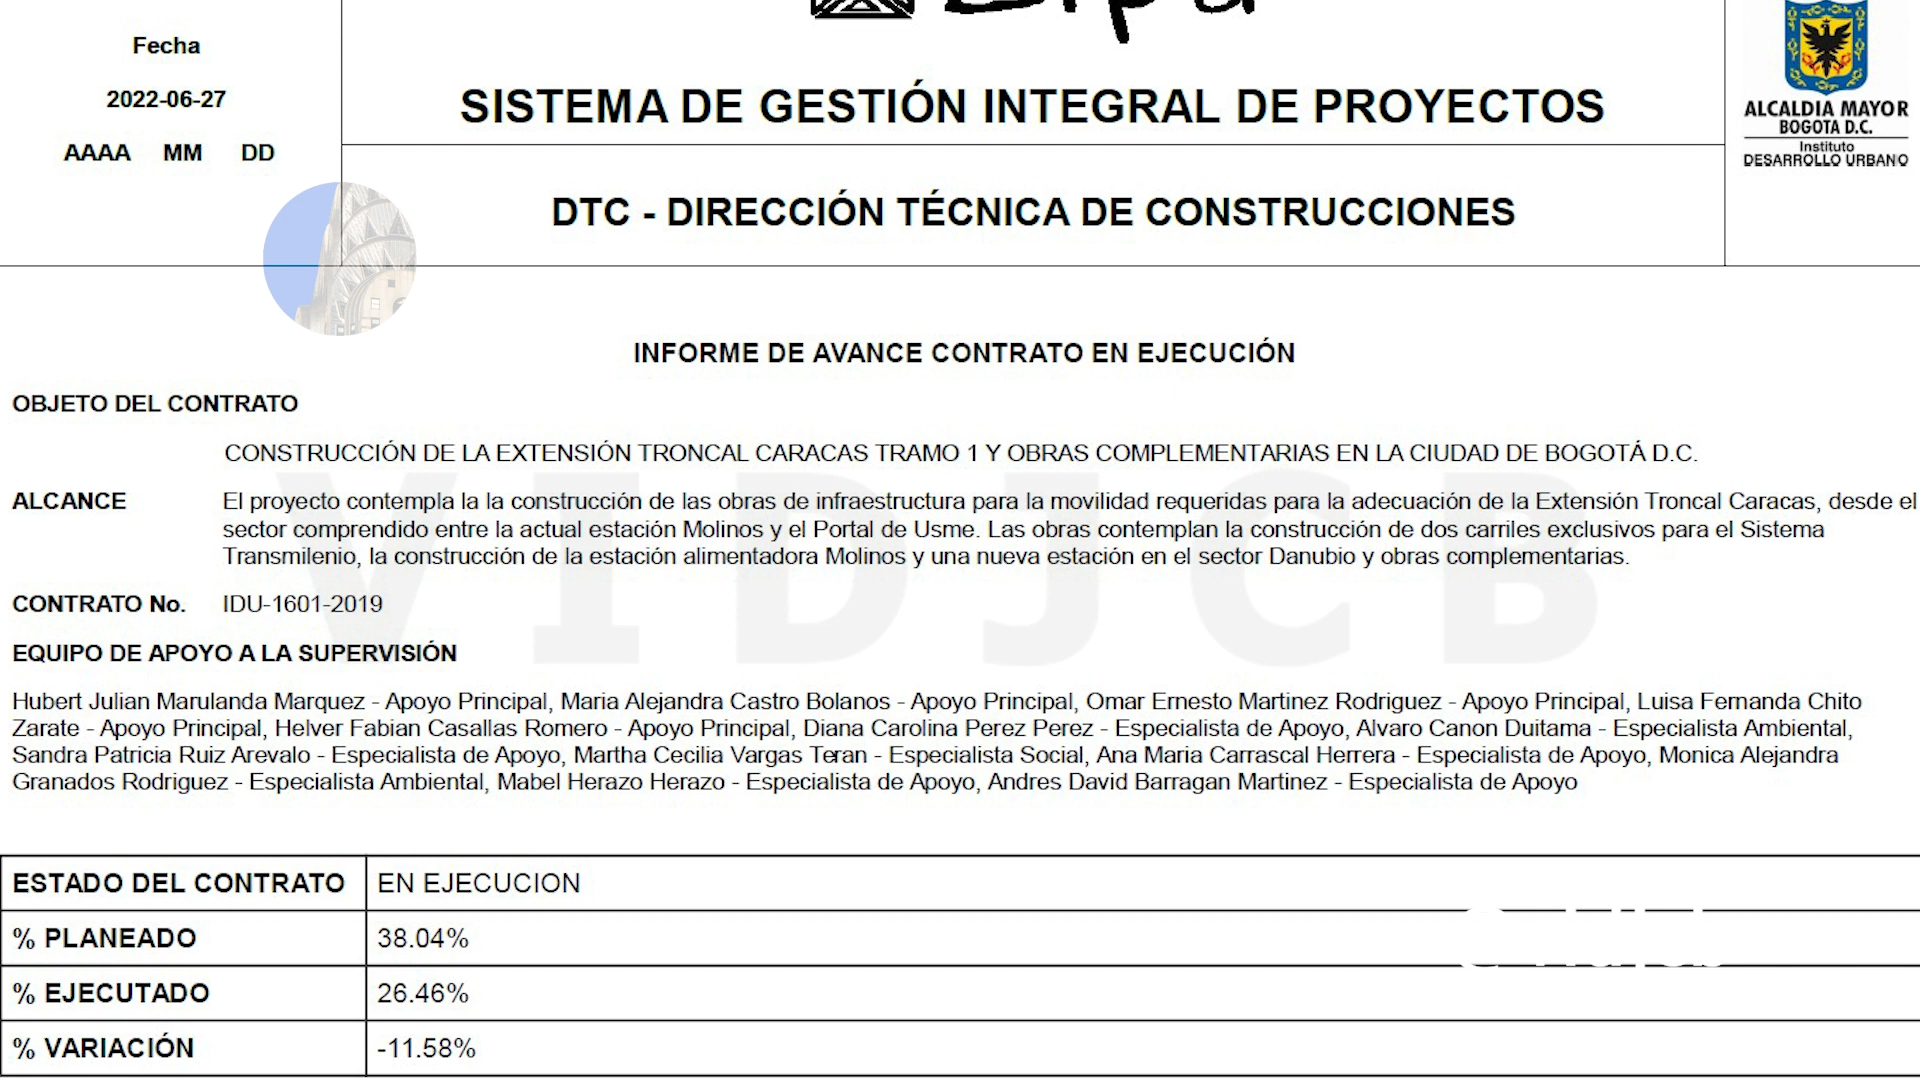 Fecha
2022-06-27
AAAA MM DD
SISTEMA DE GESTIÓN INTEGRAL DE PROYECTOS
DTC - DIRECCIÓN TÉCNICA DE CONSTRUCCIONES
ALCALDIA MAYOR
BOGOTA D.C.
Instituto
DESARROLLO URBANO
INFORME DE AVANCE CONTRATO EN EJECUCIÓN
OBJETO DEL CONTRATO
CONSTRUCCIÓN DE LA EXTENSIÓN TRONCAL CARACAS TRAMO 1 Y OBRAS COMPLEMENTARIAS EN LA CIUDAD DE BOGOTÁ D.C.
ALCANCE El proyecto contempla la la construcción de las obras de infraestructura para la movilidad requeridas para la adecuación de la Extensión Troncal Caracas, desde el
sector comprendido entre la actual estación Molinos y el Portal de Usme. Las obras contemplan la construcción de dos carriles exclusivos para el Sistema
Transmilenio, la construcción de la estación alimentadora Molinos y una nueva estación en el sector Danubio y obras complementarias.
VIDJCB
CONTRATO No. IDU-1601-2019
EQUIPO DE APOYO A LA SUPERVISIÓN
Hubert Julian Marulanda Marquez - Apoyo Principal, Maria Alejandra Castro Bolanos - Apoyo Principal, Omar Ernesto Martinez Rodriguez - Apoyo Principal, Luisa Fernanda Chito
Zarate - Apoyo Principal, Helver Fabian Casallas Romero - Apoyo Principal, Diana Carolina Perez Perez - Especialista de Apoyo, Alvaro Canon Duitama - Especialista Ambiental,
Sandra Patricia Ruiz Arevalo - Especialista de Apoyo, Martha Cecilia Vargas Teran - Especialista Social, Ana Maria Carrascal Herrera - Especialista de Apoyo, Monica Alejandra
Granados Rodriguez - Especialista Ambiental, Mabel Herazo Herazo - Especialista de Apoyo, Andres David Barragan Martinez - Especialista de Apoyo
ESTADO DEL CONTRATO EN EJECUCION
% PLANEADO 38.04%
% EJECUTADO 26.46%
% VARIACIÓN -11.58%